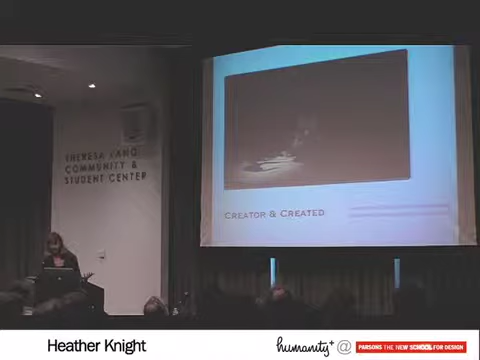 THERESA LANG
COMMUNITY &
STUDENT CENTER
CREATOR & CREATED
Heather Knight
humanity+ @ PARSONS THE NEW SCHOOL FOR DESIGN